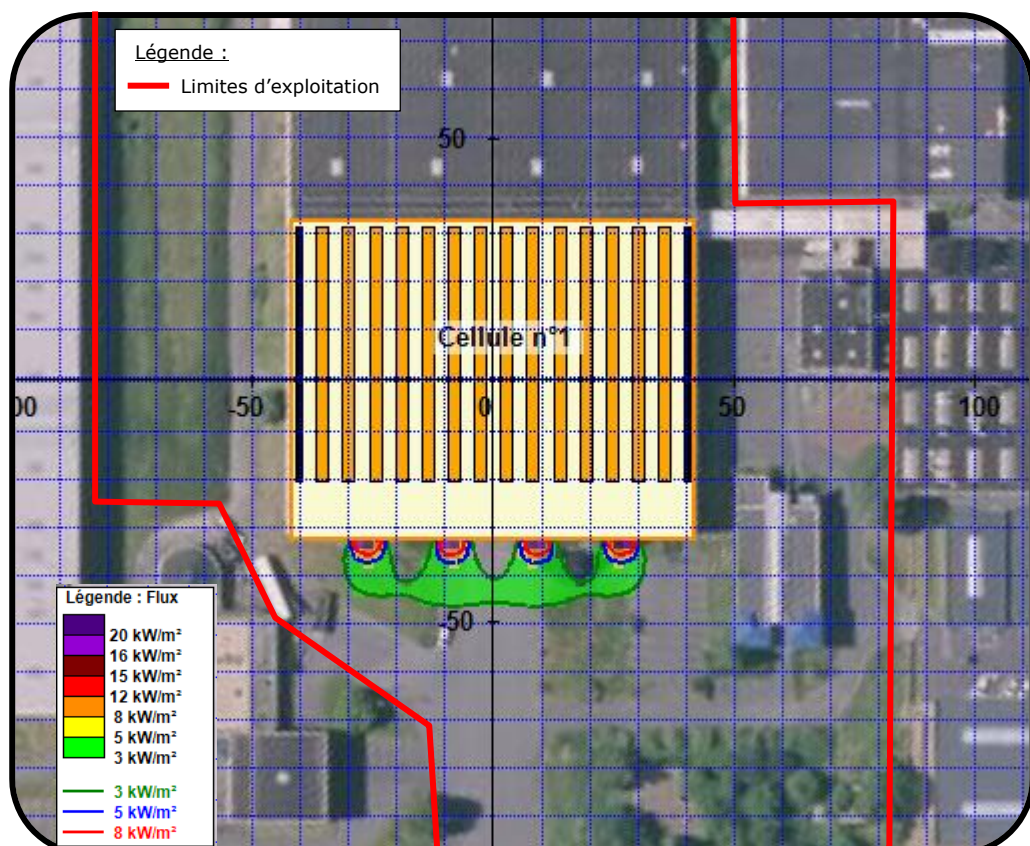 Légende :
Limites d'exploitation
50
Cellule n°1
00
-50
0
50
100
-50
Légende : Flux
20 kW/m²
16 kW/m²
15 kW/m²
12 kW/m²
8 kW/m²
5 kW/m²
3 kW/m²
3 kW/m²
5 kW/m²
8 kW/m²